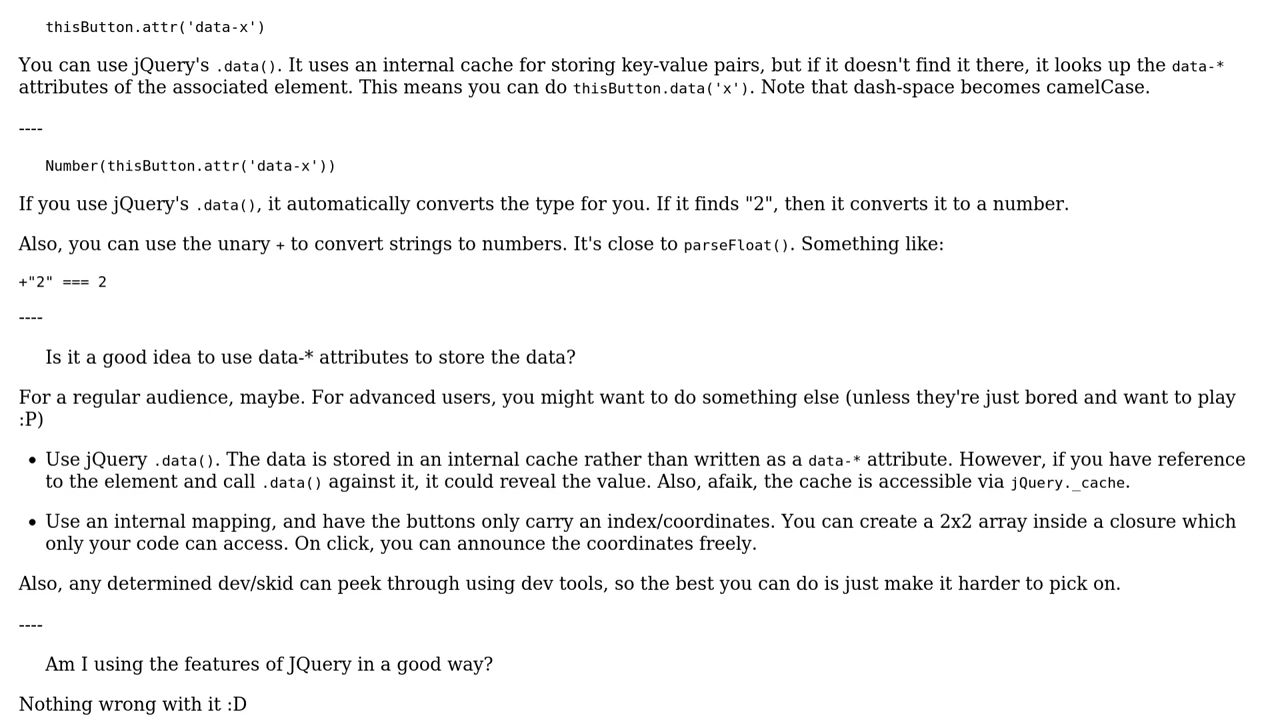 thisButton.attr('data-x')
You can use jQuery's .data(). It uses an internal cache for storing key-value pairs, but if it doesn't find it there, it looks up the data-*
attributes of the associated element. This means you can do thisButton.data('x'). Note that dash-space becomes camelCase.
----
Number(thisButton.attr('data-x'))
If you use jQuery's .data(), it automatically converts the type for you. If it finds "2", then it converts it to a number.
Also, you can use the unary + to convert strings to numbers. It's close to parseFloat(). Something like:
+"2" === 2
----
Is it a good idea to use data-* attributes to store the data?
For a regular audience, maybe. For advanced users, you might want to do something else (unless they're just bored and want to play
:P)
• Use jQuery .data(). The data is stored in an internal cache rather than written as a data-* attribute. However, if you have reference
to the element and call .data() against it, it could reveal the value. Also, afaik, the cache is accessible via jQuery._cache.
• Use an internal mapping, and have the buttons only carry an index/coordinates. You can create a 2x2 array inside a closure which
only your code can access. On click, you can announce the coordinates freely.
Also, any determined dev/skid can peek through using dev tools, so the best you can do is just make it harder to pick on.
----
Am I using the features of JQuery in a good way?
Nothing wrong with it :D